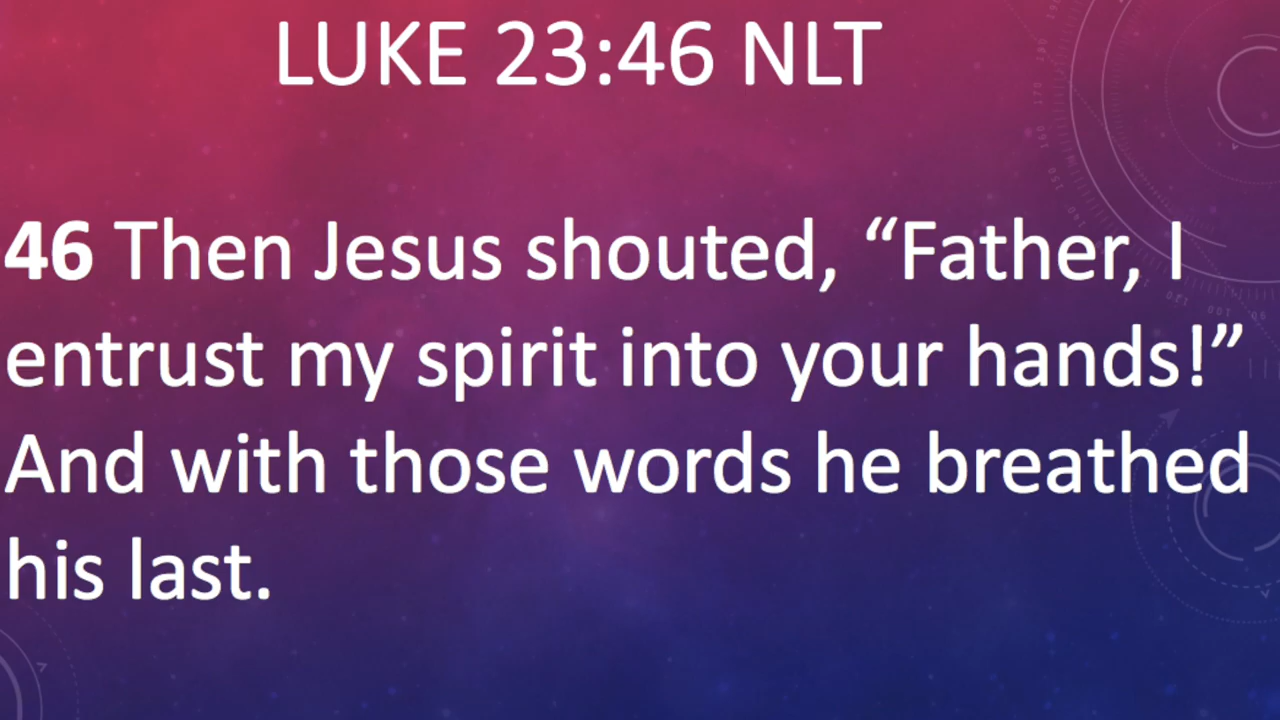 LUKE 23:46 NLT
46 Then Jesus shouted, “Father, I
entrust my spirit into your hands!”
And with those words he breathed
his last.